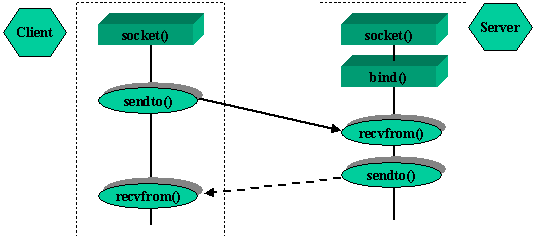 Client
socket()
sendto()
recvfrom()
socket()
Server
bind()
recvfrom()
sendto()